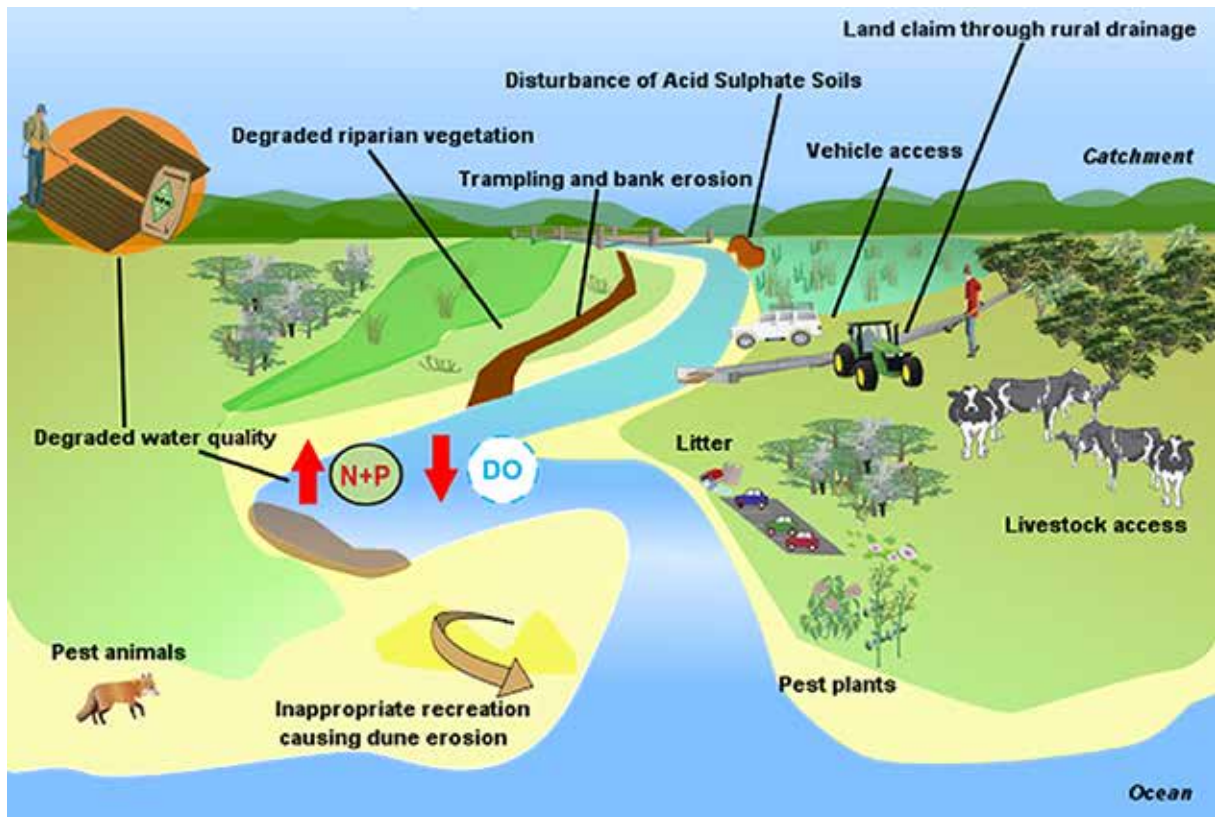 Land claim through rural drainage
Disturbance of Acid Sulphate Soils
Degraded riparian vegetation
Vehicle access
Catchment
Trampling and bank erosion
Degraded water quality
N+P
DO
Litter
Livestock access
Pest animals
Pest plants
Inappropriate recreation
causing dune erosion
Ocean